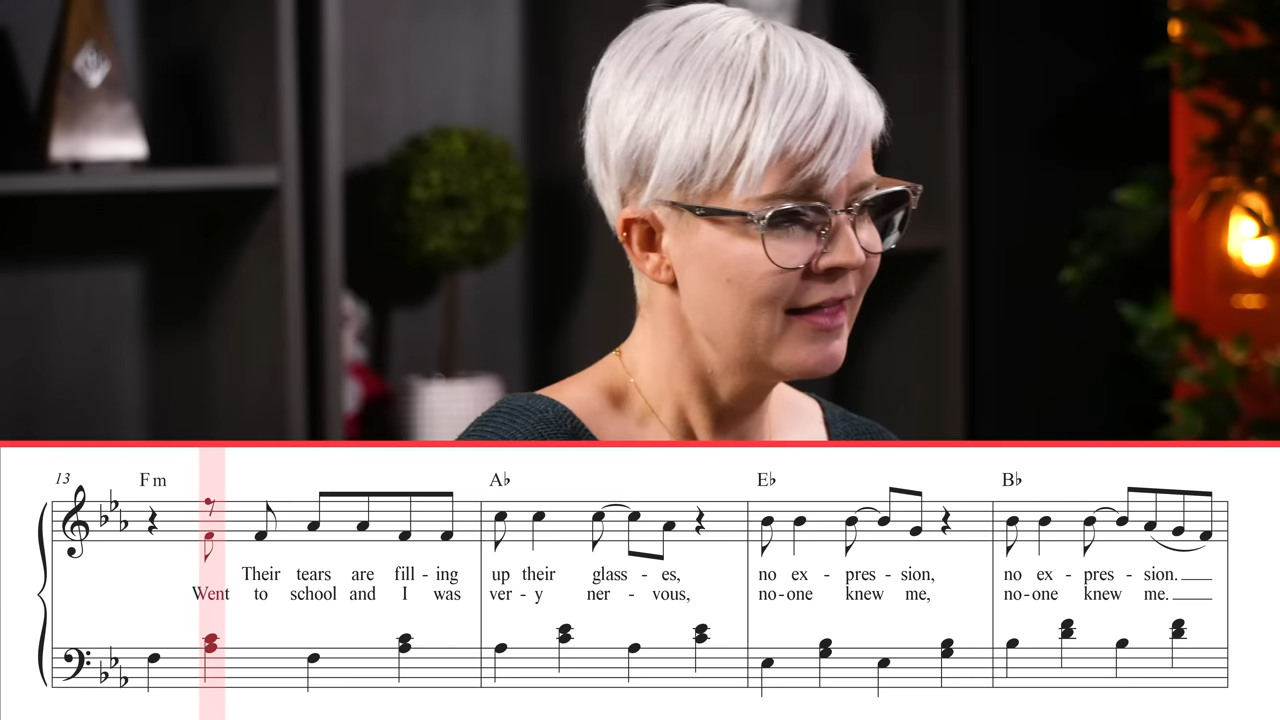 13 Fm A♭ E♭ B♭
Their tears are fill - ing up their glass - es, no ex - pres - sion, no ex - pres - sion.
Went to school and I was ver - y ner - vous, no - one knew me, no - one knew me.